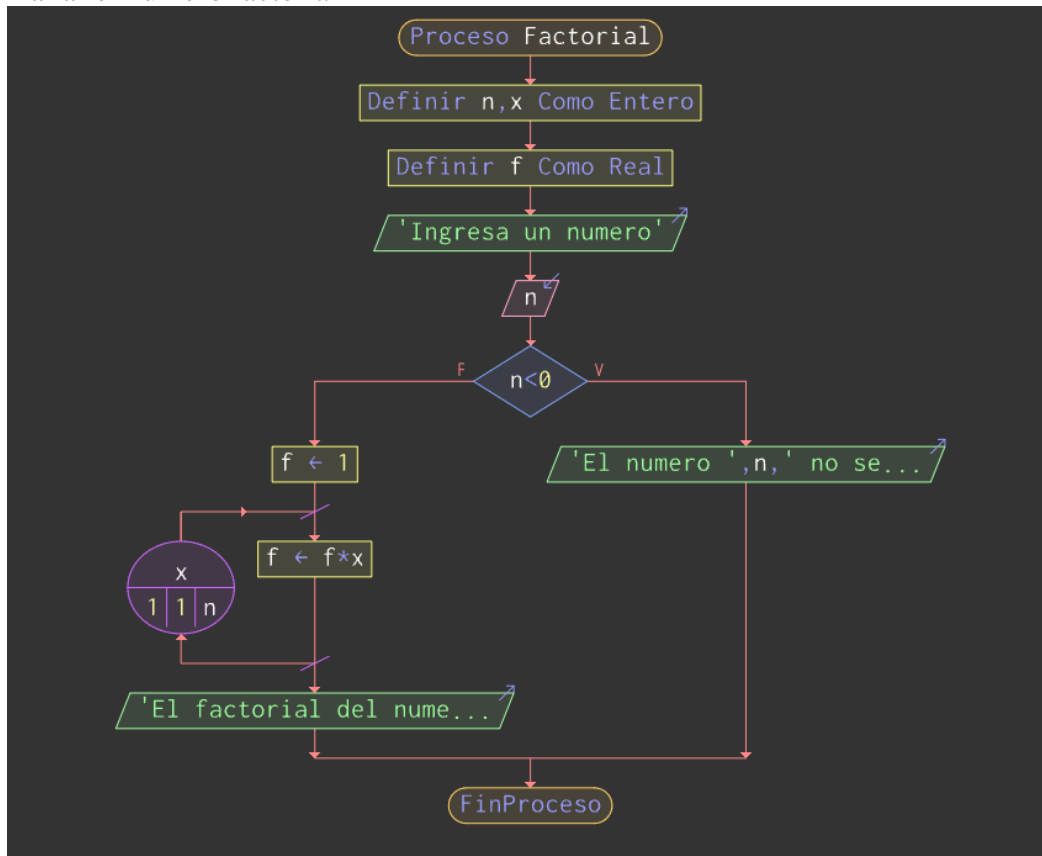 Proceso Factorial
Definir n,x Como Entero
Definir f Como Real
'Ingresa un numero'
n
n<0
F
V
f ← 1
'El numero ',n,' no se...
f ← f*x
x
1 1 n
'El factorial del nume...
FinProceso